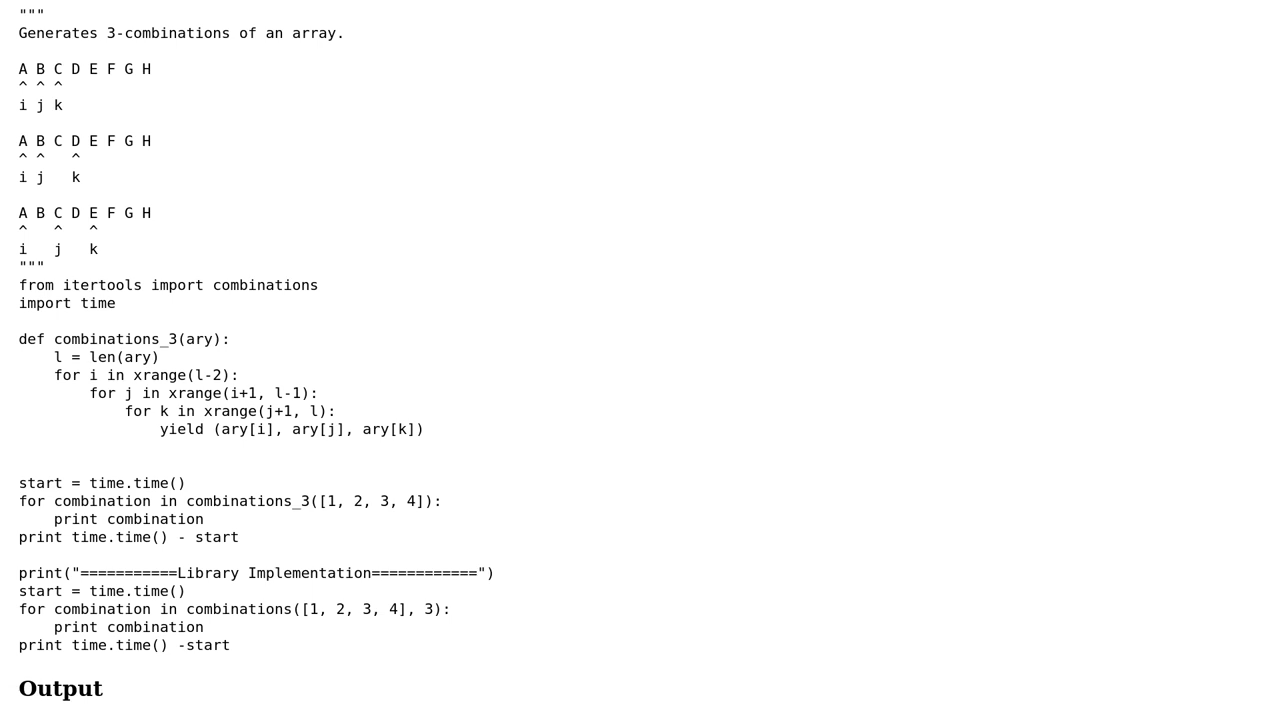 """
Generates 3-combinations of an array.

A B C D E F G H
^ ^ ^
i j k

A B C D E F G H
^ ^   ^
i j   k

A B C D E F G H
^   ^   ^
i   j   k
"""
from itertools import combinations
import time

def combinations_3(ary):
    l = len(ary)
    for i in xrange(l-2):
        for j in xrange(i+1, l-1):
            for k in xrange(j+1, l):
                yield (ary[i], ary[j], ary[k])


start = time.time()
for combination in combinations_3([1, 2, 3, 4]):
    print combination
print time.time() - start

print("===========Library Implementation============")
start = time.time()
for combination in combinations([1, 2, 3, 4], 3):
    print combination
print time.time() -start

Output